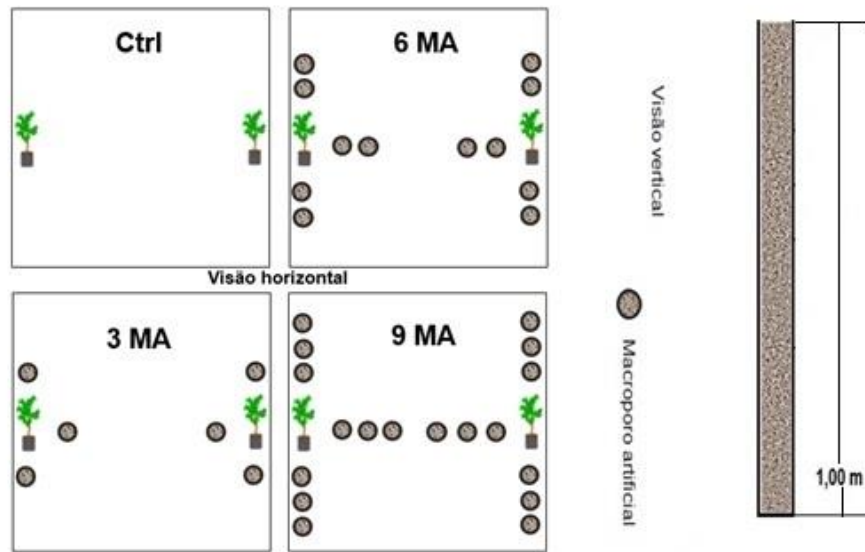 Ctrl
6 MA
Visão horizontal
3 MA
9 MA
Visão vertical
Macroporo artificial
1,00 m